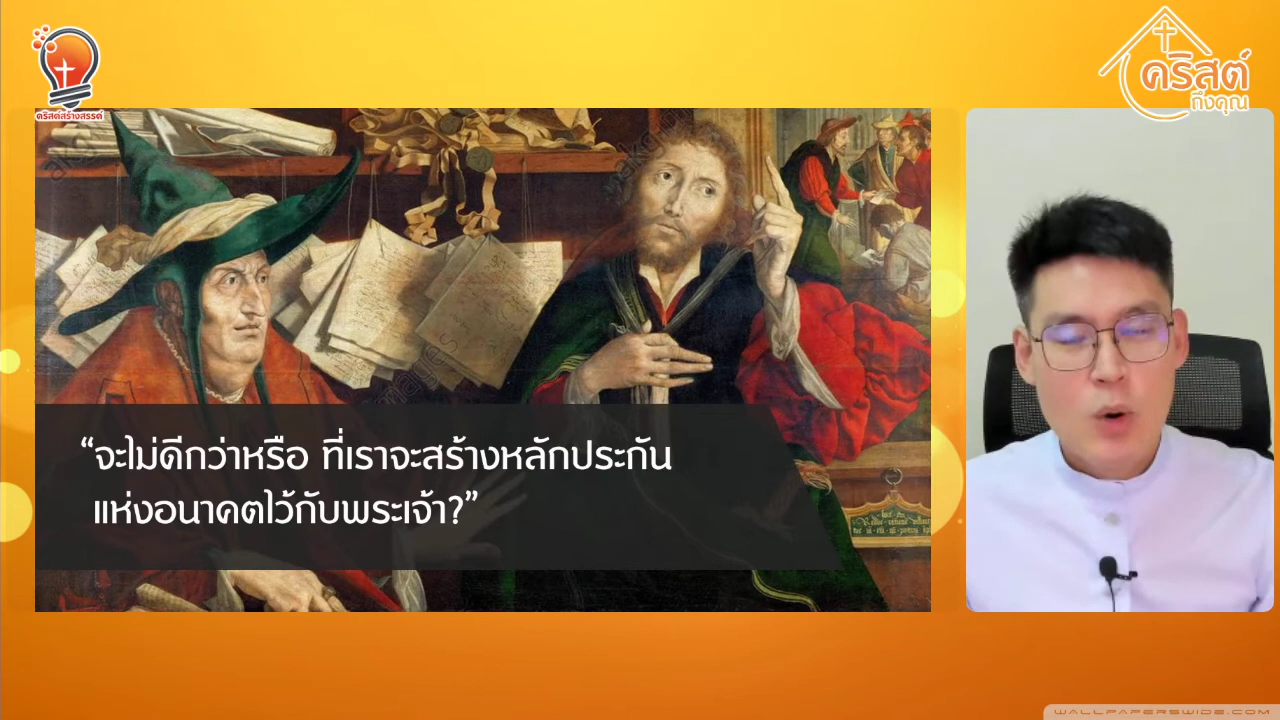 คริสต์สร้างสรรค์
คริสต์
ถึงคุณ
“จะไม่ดีกว่าหรือ ที่เราจะสร้างหลักประกัน
แห่งอนาคตไว้กับพระเจ้า?”
WALLPAPERSWIDE.COM